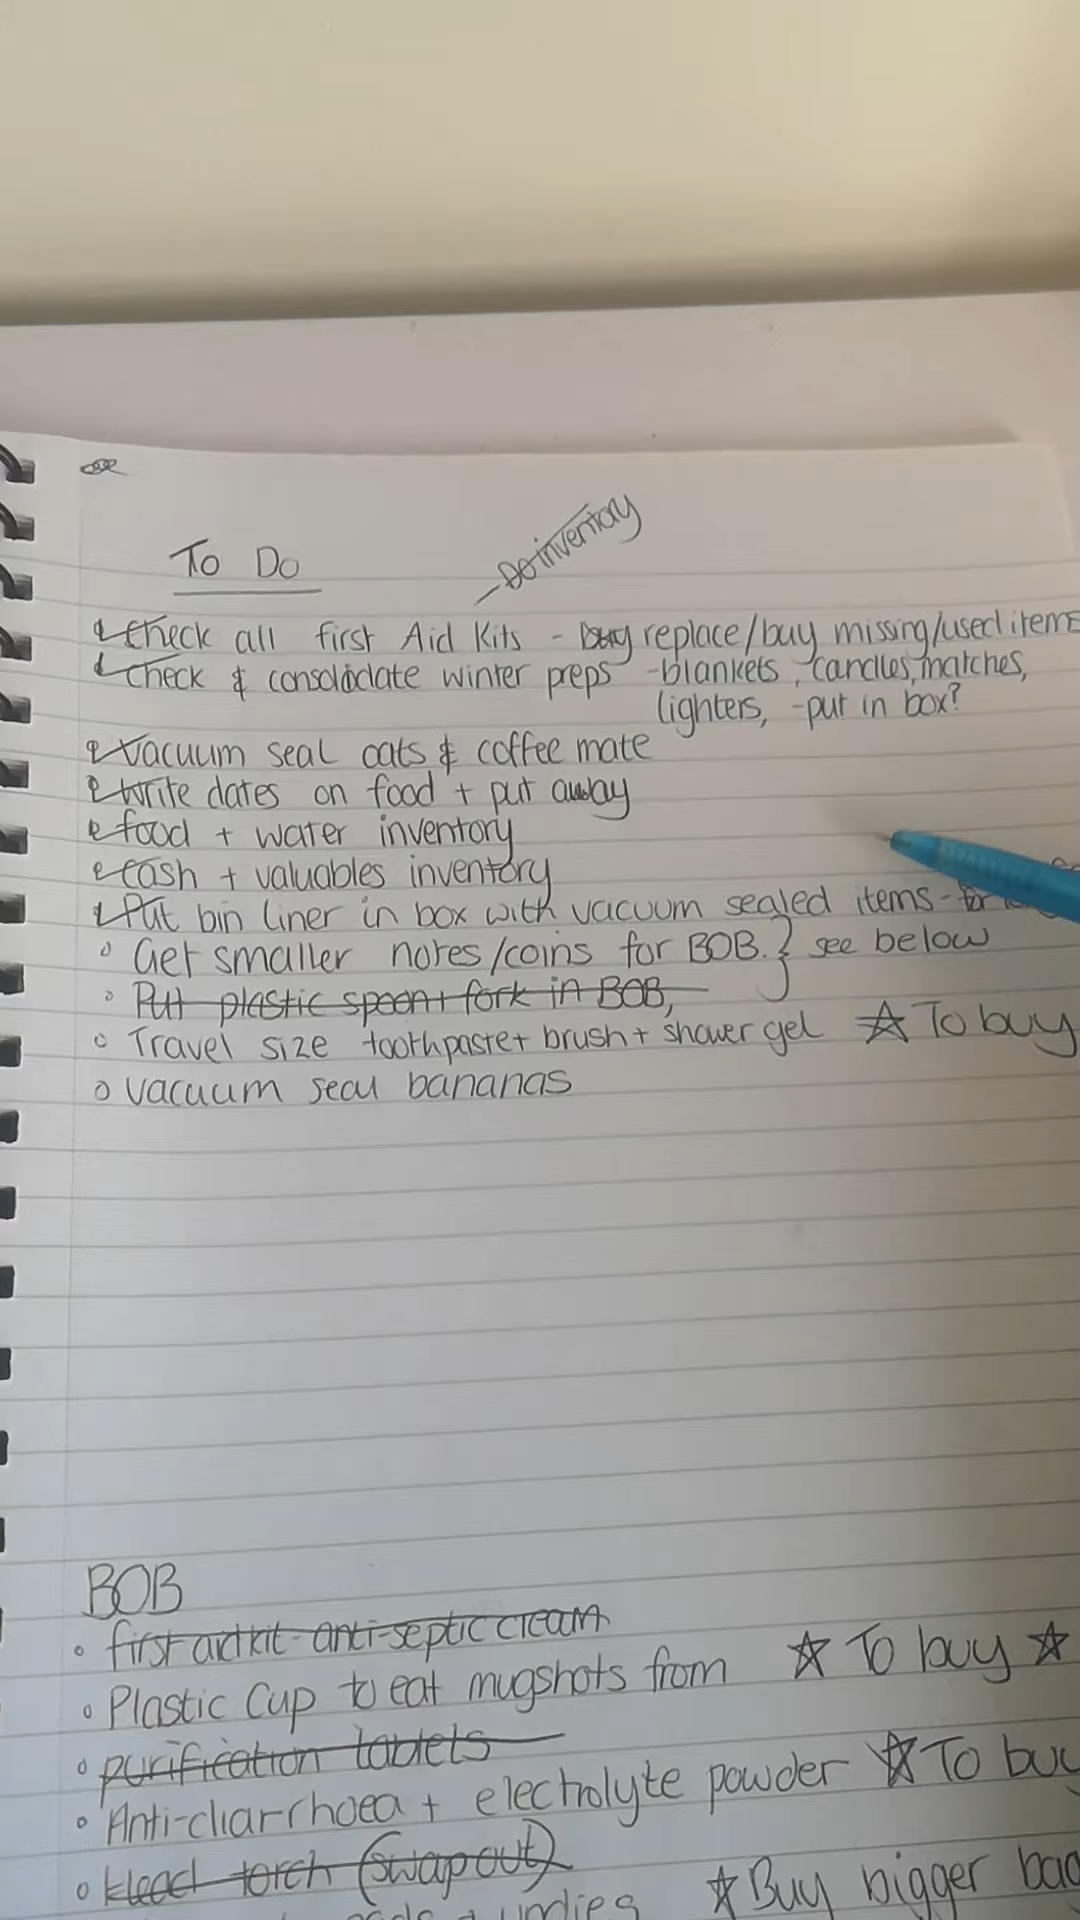 To Do
- Do inventory
Check all first Aid Kits - Buy replace/buy missing/used items
Check & consoloidate winter preps - blankets, candles, matches,
lighters, - put in box?
Vacuum seal oats & coffee mate
Write dates on food + put away
food + water inventory
Cash + valuables inventory
Put bin liner in box with vacuum sealed items - for
Get smaller notes/coins for BOB. } see below
Put plastic spoon + fork in BOB,
Travel size toothpaste + brush + shower gel ☆ To buy
Vacuum seal bananas
BOB
first aid kit - anti-septic cream
Plastic Cup to eat mugshots from ☆ To buy ☆
purification tablets
Anti-diarrhoea + electrolyte powder ☆ To buy
Head torch (swap out)
+ undies ☆ Buy bigger bag